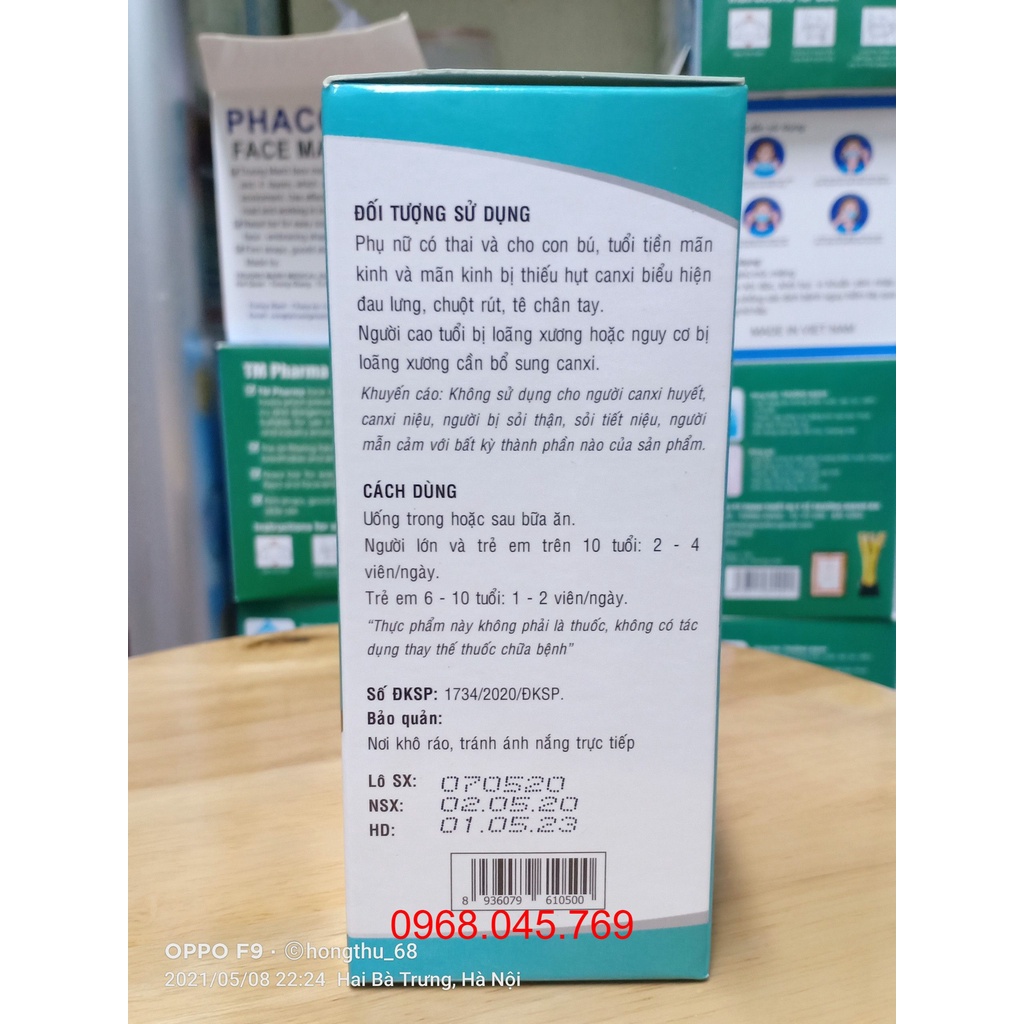 ĐỐI TƯỢNG SỬ DỤNG
Phụ nữ có thai và cho con bú, tuổi tiền mãn
kinh và mãn kinh bị thiếu hụt canxi biểu hiện
đau lưng, chuột rút, tê chân tay.
Người cao tuổi bị loãng xương hoặc nguy cơ bị
loãng xương cần bổ sung canxi.
Khuyến cáo: Không sử dụng cho người canxi huyết,
canxi niệu, người bị sỏi thận, sỏi tiết niệu, người
mẫn cảm với bất kỳ thành phần nào của sản phẩm.
CÁCH DÙNG
Uống trong hoặc sau bữa ăn.
Người lớn và trẻ em trên 10 tuổi: 2 - 4
viên/ngày.
Trẻ em 6 - 10 tuổi: 1 - 2 viên/ngày.
“Thực phẩm này không phải là thuốc, không có tác
dụng thay thế thuốc chữa bệnh”
Số ĐKSP: 1734/2020/ĐKSP.
Bảo quản:
Nơi khô ráo, tránh ánh nắng trực tiếp
Lô SX: 070520
NSX: 02.05.20
HD: 01.05.23
8 936079 610500
0968.045.769
OPPO F9 · ©hongthu_68
2021/05/08 22:24 Hai Bà Trưng, Hà Nội
PHACO
FACE MA
TM Pharma
MADE IN VIET NAM